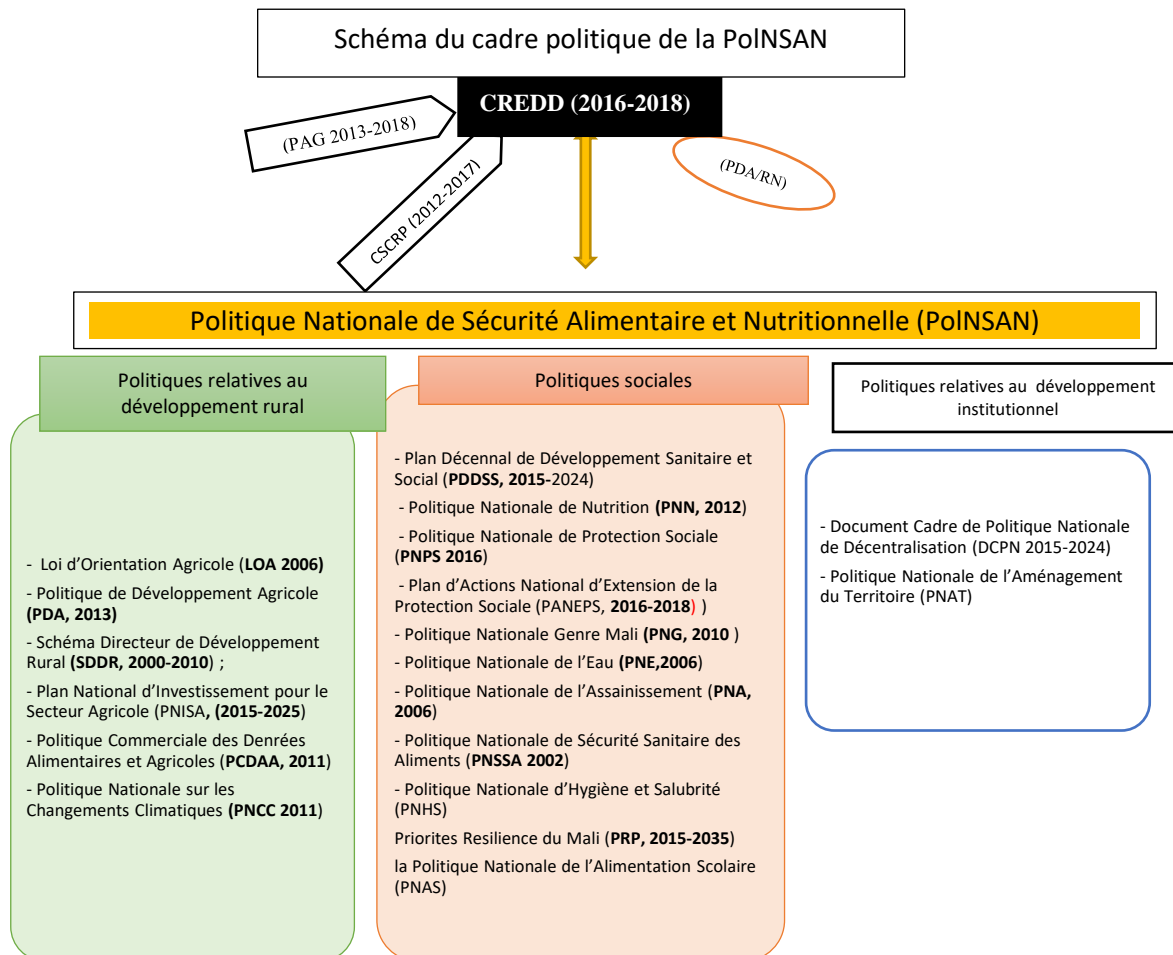 Schéma du cadre politique de la PolNSAN
CREDD (2016-2018)
(PAG 2013-2018)
CSCRP (2012-2017)
(PDA/RN)
Politique Nationale de Sécurité Alimentaire et Nutritionnelle (PolNSAN)
Politiques relatives au
développement rural
- Loi d’Orientation Agricole (LOA 2006)
- Politique de Développement Agricole
(PDA, 2013)
- Schéma Directeur de Développement
Rural (SDDR, 2000-2010) ;
- Plan National d’Investissement pour le
Secteur Agricole (PNISA, (2015-2025)
- Politique Commerciale des Denrées
Alimentaires et Agricoles (PCDAA, 2011)
- Politique Nationale sur les
Changements Climatiques (PNCC 2011)
Politiques sociales
- Plan Décennal de Développement Sanitaire et
Social (PDDSS, 2015-2024)
- Politique Nationale de Nutrition (PNN, 2012)
- Politique Nationale de Protection Sociale
(PNPS 2016)
- Plan d’Actions National d’Extension de la
Protection Sociale (PANEPS, 2016-2018) )
- Politique Nationale Genre Mali (PNG, 2010 )
- Politique Nationale de l’Eau (PNE,2006)
- Politique Nationale de l’Assainissement (PNA,
2006)
- Politique Nationale de Sécurité Sanitaire des
Aliments (PNSSA 2002)
- Politique Nationale d’Hygiène et Salubrité
(PNHS)
Priorites Resilience du Mali (PRP, 2015-2035)
la Politique Nationale de l’Alimentation Scolaire
(PNAS)
Politiques relatives au développement
institutionnel
- Document Cadre de Politique Nationale
de Décentralisation (DCPN 2015-2024)
- Politique Nationale de l’Aménagement
du Territoire (PNAT)